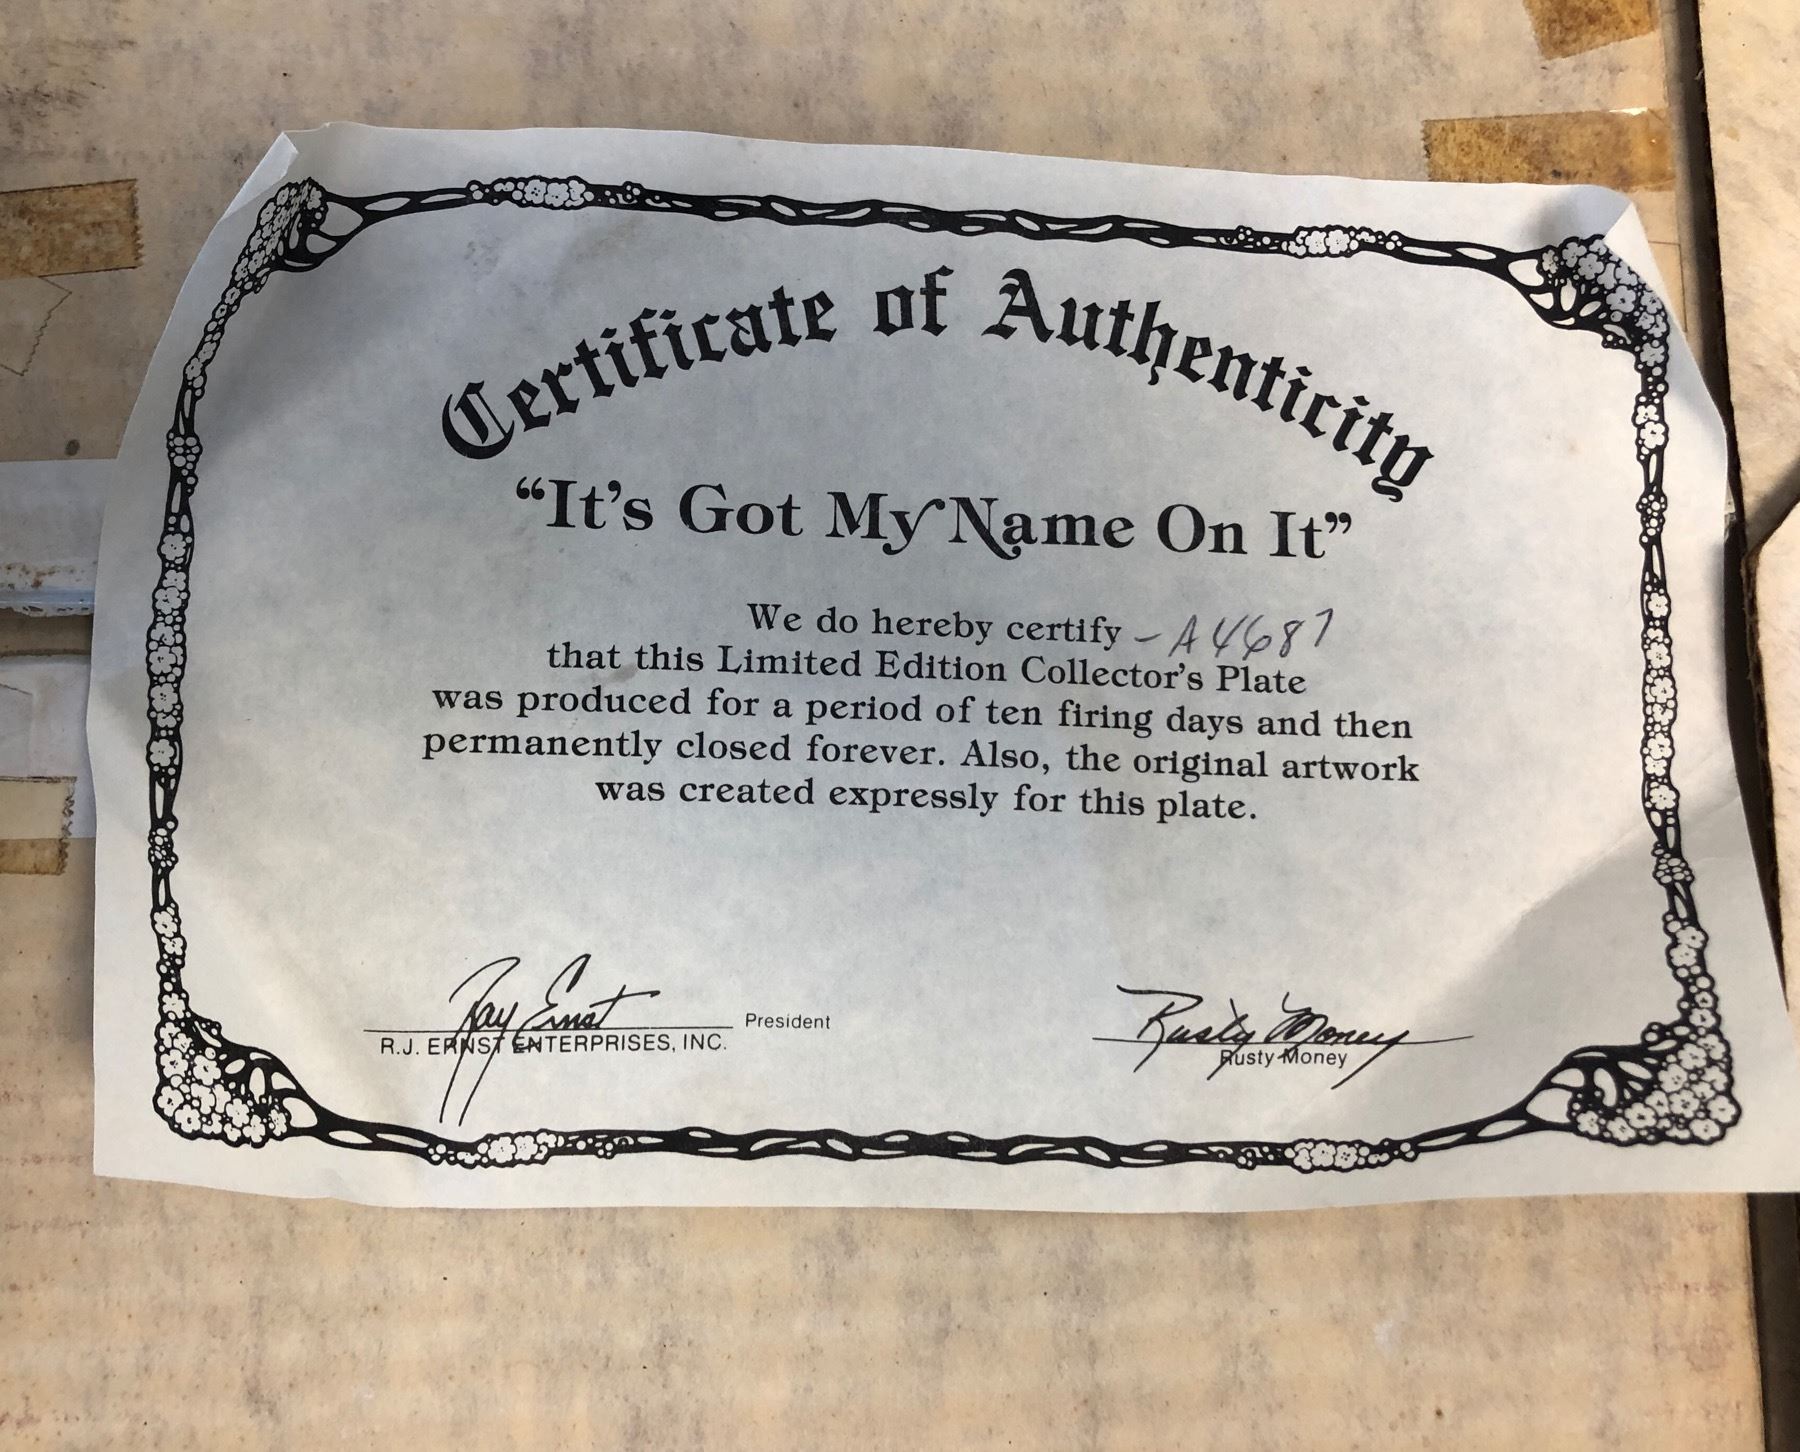 Certificate of Authenticity
“It’s Got My Name On It”
We do hereby certify - A4687
that this Limited Edition Collector’s Plate
was produced for a period of ten firing days and then
permanently closed forever. Also, the original artwork
was created expressly for this plate.
Ray Ernst President
R.J. ERNST ENTERPRISES, INC.
Rusty Money
Rusty Money